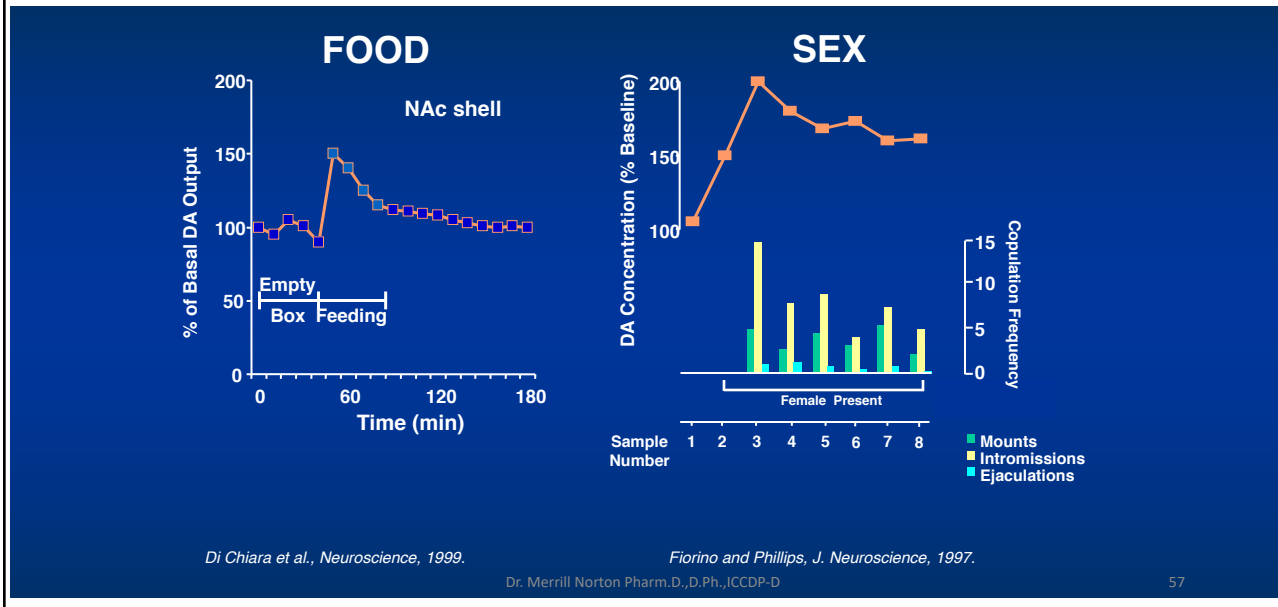 FOOD
200
150
100
50
0
% of Basal DA Output
NAc shell
Empty
Box Feeding
0 60 120 180
Time (min)
SEX
200
150
100
DA Concentration (% Baseline)
15
10
5
0
Copulation Frequency
Female Present
Sample
Number
1 2 3 4 5 6 7 8
Mounts
Intromissions
Ejaculations
Di Chiara et al., Neuroscience, 1999.
Fiorino and Phillips, J. Neuroscience, 1997.
Dr. Merrill Norton Pharm.D.,D.Ph.,ICCDP-D
57